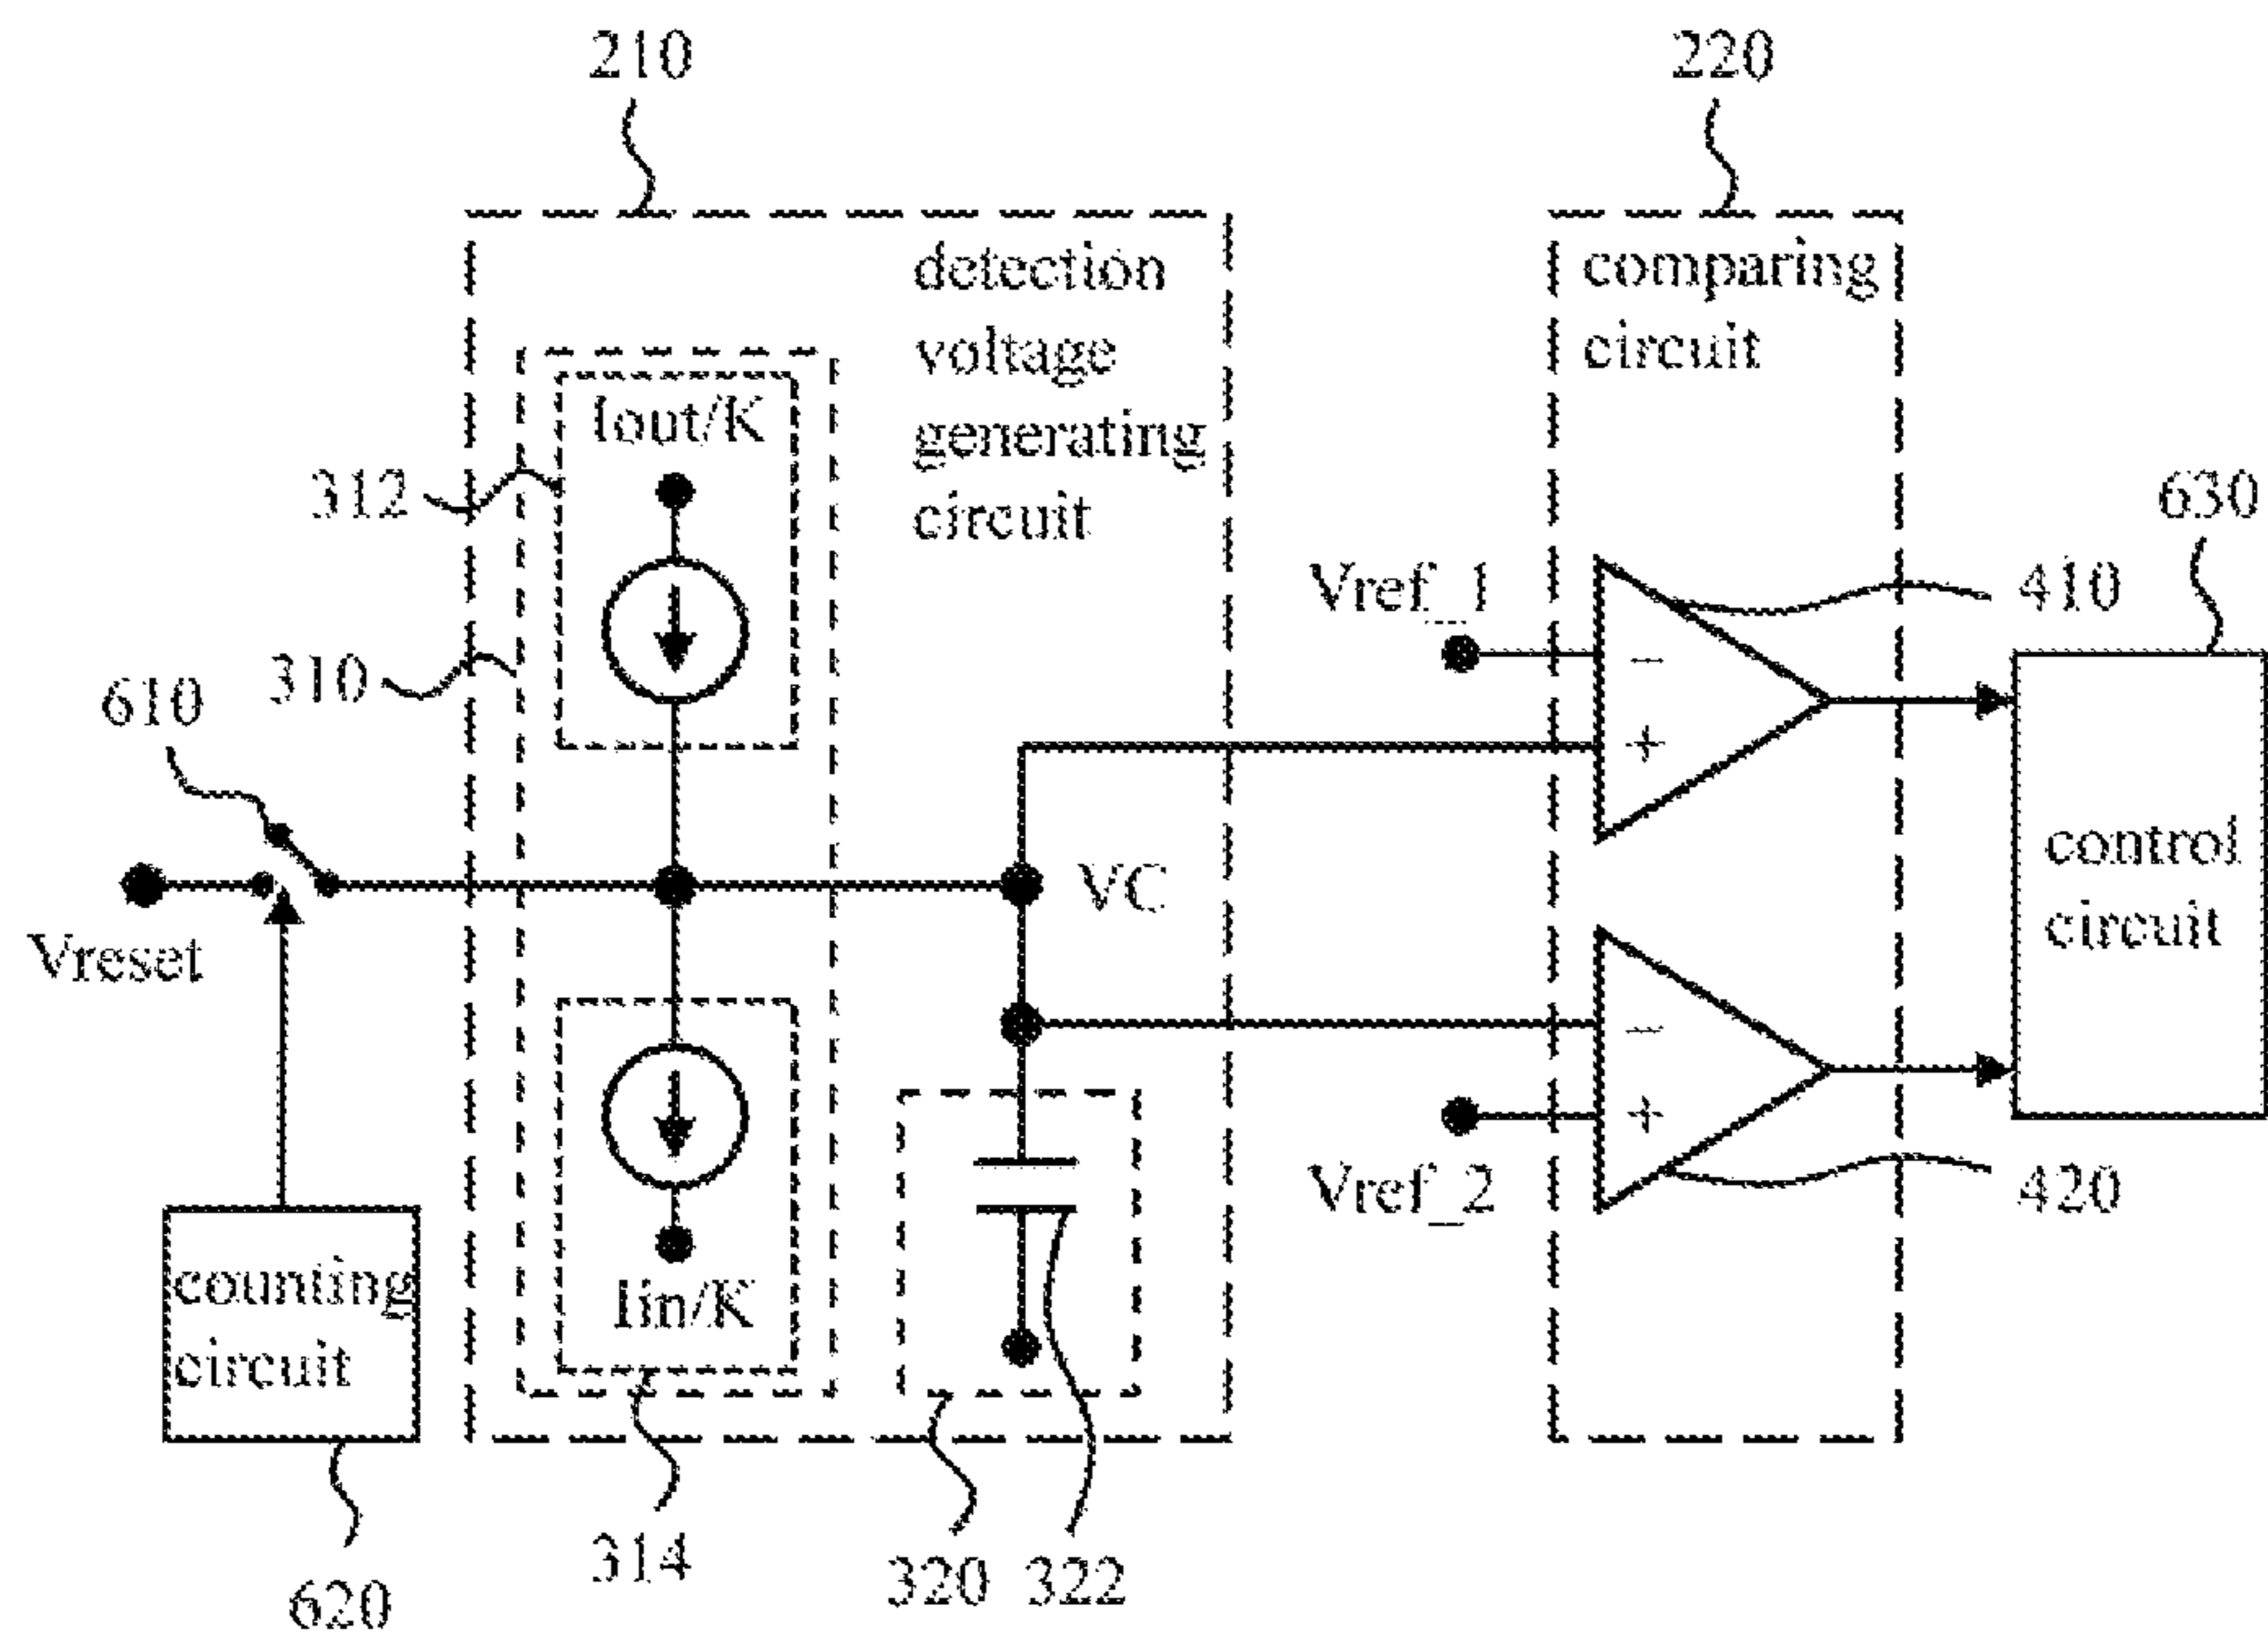 210
220
detection
voltage
generating
circuit
comparing
circuit
Iout/K
312
630
Vref_1
410
310
610
VC
control
circuit
Vreset
Vref_2
420
counting
circuit
Iin/K
314
320
322
620
−
+
−
+